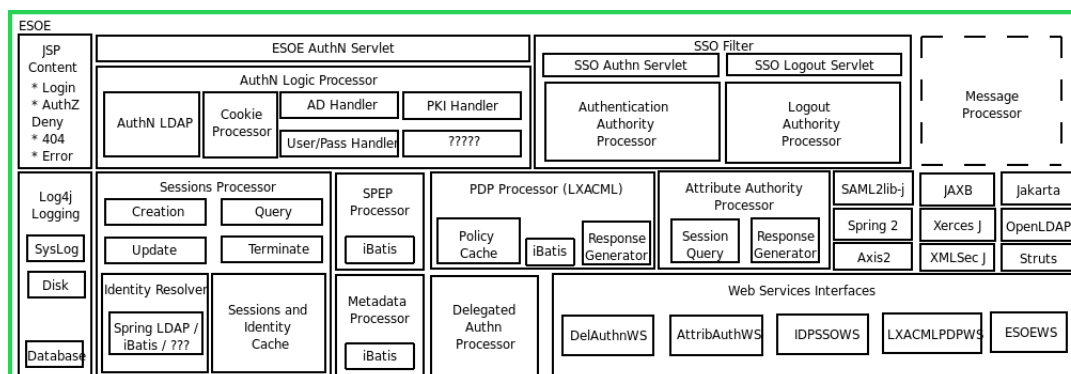 ESOE
JSP
Content
* Login
* AuthZ
Deny
* 404
* Error
ESOE AuthN Servlet
AuthN Logic Processor
AuthN LDAP
Cookie
Processor
AD Handler
PKI Handler
User/Pass Handler
?????
SSO Filter
SSO Authn Servlet
SSO Logout Servlet
Authentication
Authority
Processor
Logout
Authority
Processor
Message
Processor
Log4j
Logging
SysLog
Disk
Database
Sessions Processor
Creation
Query
Update
Terminate
Identity Resolver
Spring LDAP /
iBatis / ???
Sessions and
Identity
Cache
SPEP
Processor
iBatis
Metadata
Processor
iBatis
PDP Processor (LXACML)
Policy
Cache
iBatis
Response
Generator
Delegated
Authn
Processor
Attribute Authority
Processor
Session
Query
Response
Generator
SAML2lib-j
JAXB
Jakarta
Spring 2
Xerces J
OpenLDAP
Axis2
XMLSec J
Struts
Web Services Interfaces
DelAuthnWS
AttribAuthWS
IDPSSOWS
LXACMLPDPWS
ESOEWS